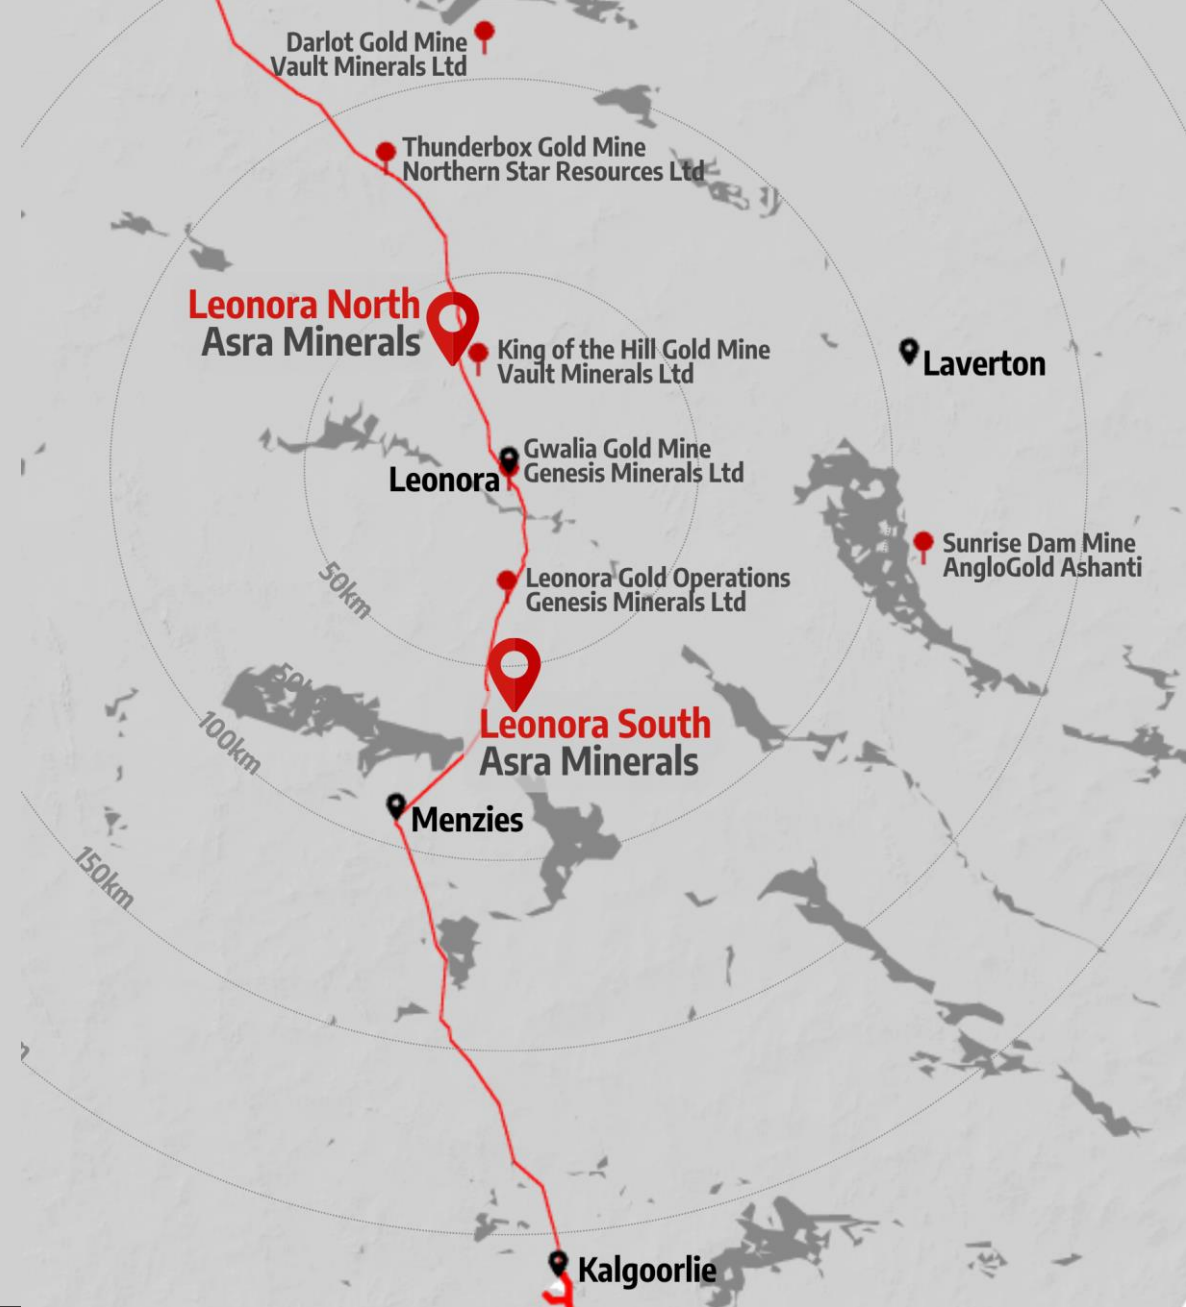 Darlot Gold Mine
Vault Minerals Ltd
Thunderbox Gold Mine
Northern Star Resources Ltd
Leonora North
Asra Minerals
King of the Hill Gold Mine
Vault Minerals Ltd
Laverton
Gwalia Gold Mine
Genesis Minerals Ltd
Leonora
Sunrise Dam Mine
AngloGold Ashanti
Leonora Gold Operations
Genesis Minerals Ltd
50km
Leonora South
Asra Minerals
100km
Menzies
150km
Kalgoorlie